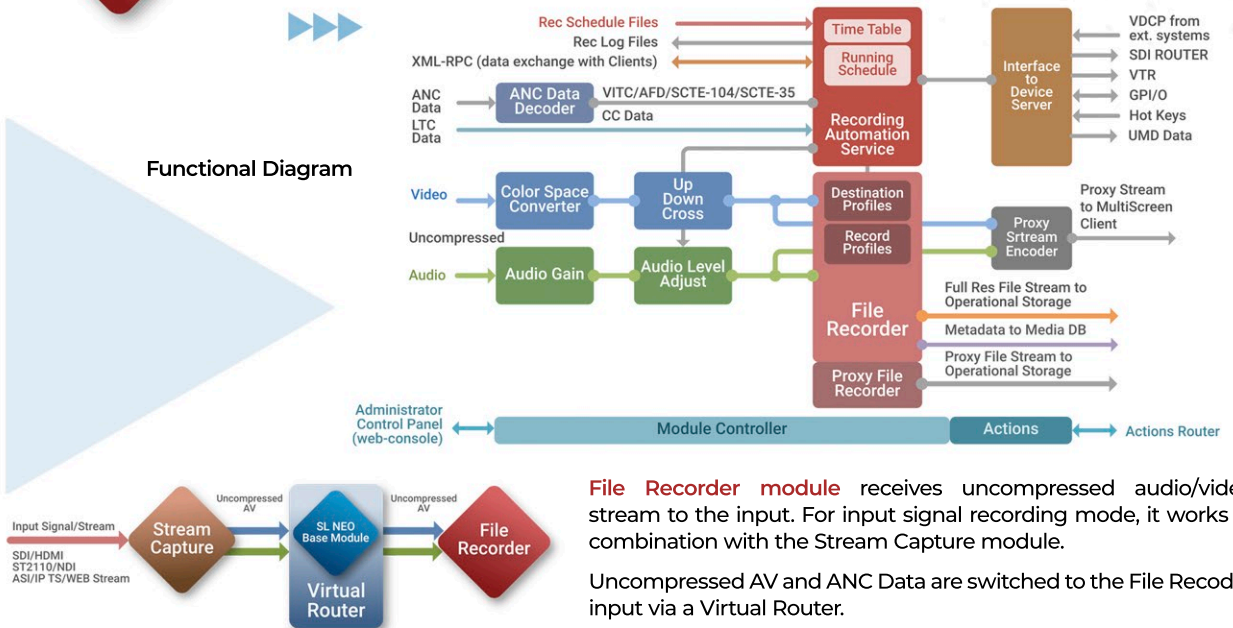 Rec Schedule Files
Rec Log Files
XML-RPC (data exchange with Clients)
ANC
Data
ANC Data
Decoder
VITC/AFD/SCTE-104/SCTE-35
CC Data
LTC
Data
Time Table
Running
Schedule
Recording
Automation
Service
Interface
to
Device
Server
VDCP from
ext. systems
SDI ROUTER
VTR
GPI/O
Hot Keys
UMD Data
Functional Diagram
Video
Color Space
Converter
Up
Down
Cross
Destination
Profiles
Record
Profiles
Proxy
Srtream
Encoder
Proxy Stream
to MultiScreen
Client
Uncompressed
Audio
Audio Gain
Audio Level
Adjust
File
Recorder
Full Res File Stream to
Operational Storage
Metadata to Media DB
Proxy File Stream to
Operational Storage
Proxy File
Recorder
Administrator
Control Panel
(web-console)
Module Controller
Actions
Actions Router
Input Signal/Stream
SDI/HDMI
ST2110/NDI
ASI/IP TS/WEB Stream
Stream
Capture
Uncompressed
AV
SL NEO
Base Module
Virtual
Router
Uncompressed
AV
File
Recorder
File Recorder module receives uncompressed audio/vide
stream to the input. For input signal recording mode, it works
combination with the Stream Capture module.
Uncompressed AV and ANC Data are switched to the File Recod
input via a Virtual Router.